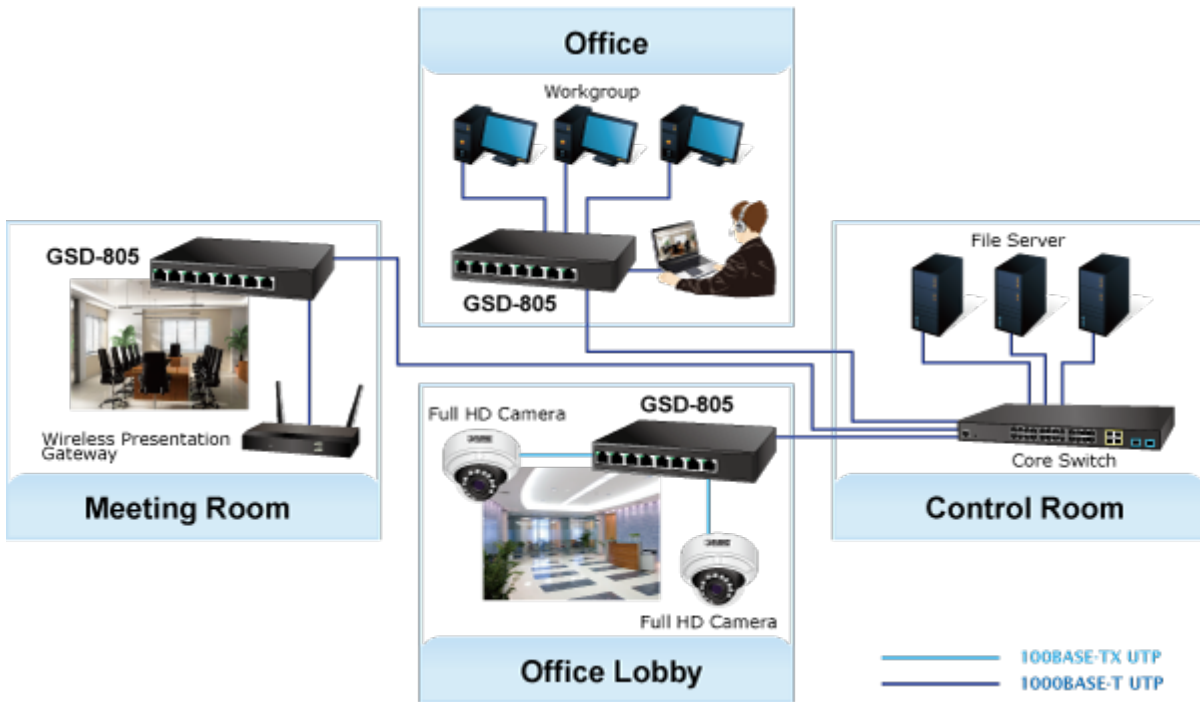 Office
Workgroup
GSD-805
GSD-805
Wireless Presentation
Gateway
Meeting Room
File Server
Core Switch
Control Room
Full HD Camera
GSD-805
Full HD Camera
Office Lobby
100BASE-TX UTP
1000BASE-T UTP